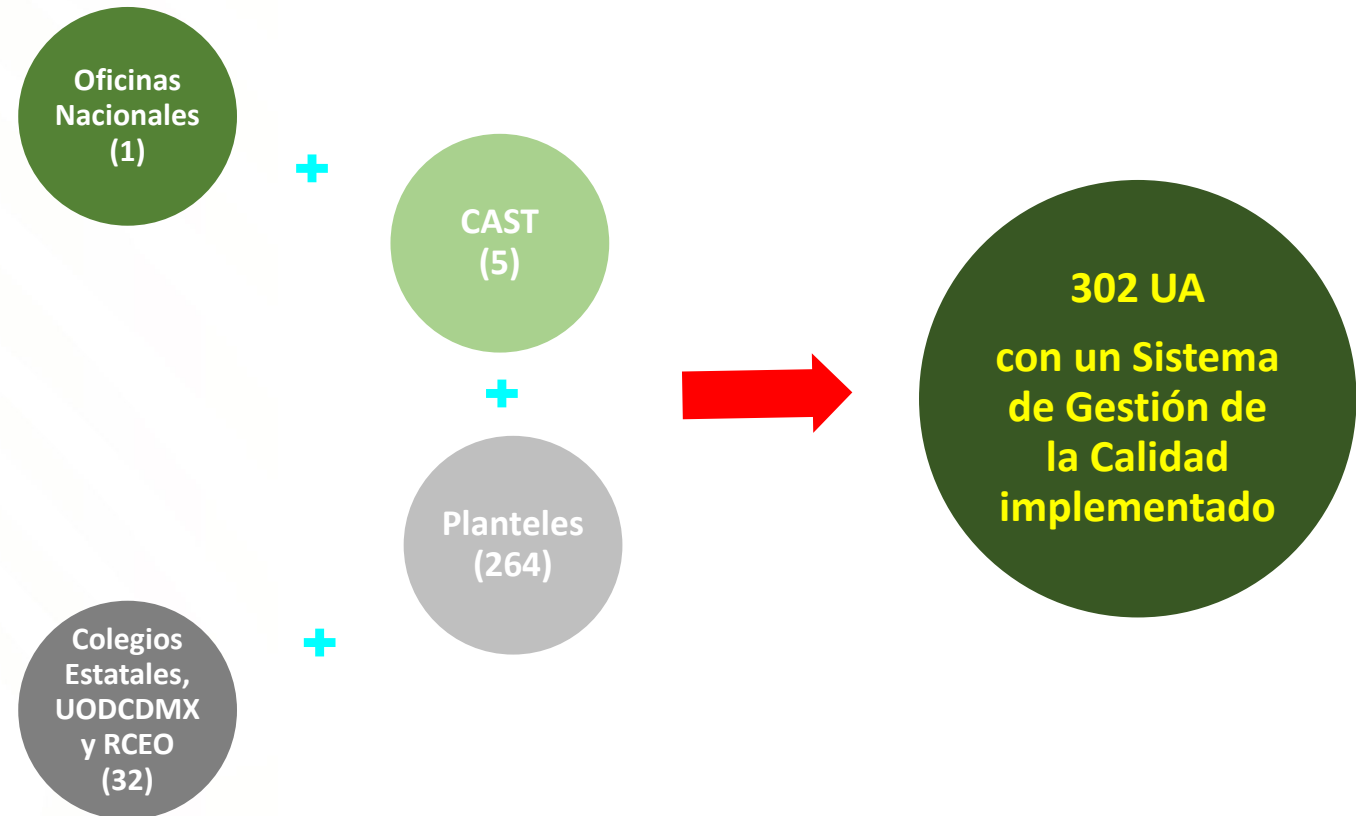 Oficinas
Nacionales
(1)
CAST
(5)
Planteles
(264)
Colegios
Estatales,
UODCDMX
y RCEO
(32)
302 UA
con un Sistema
de Gestión de
la Calidad
implementado